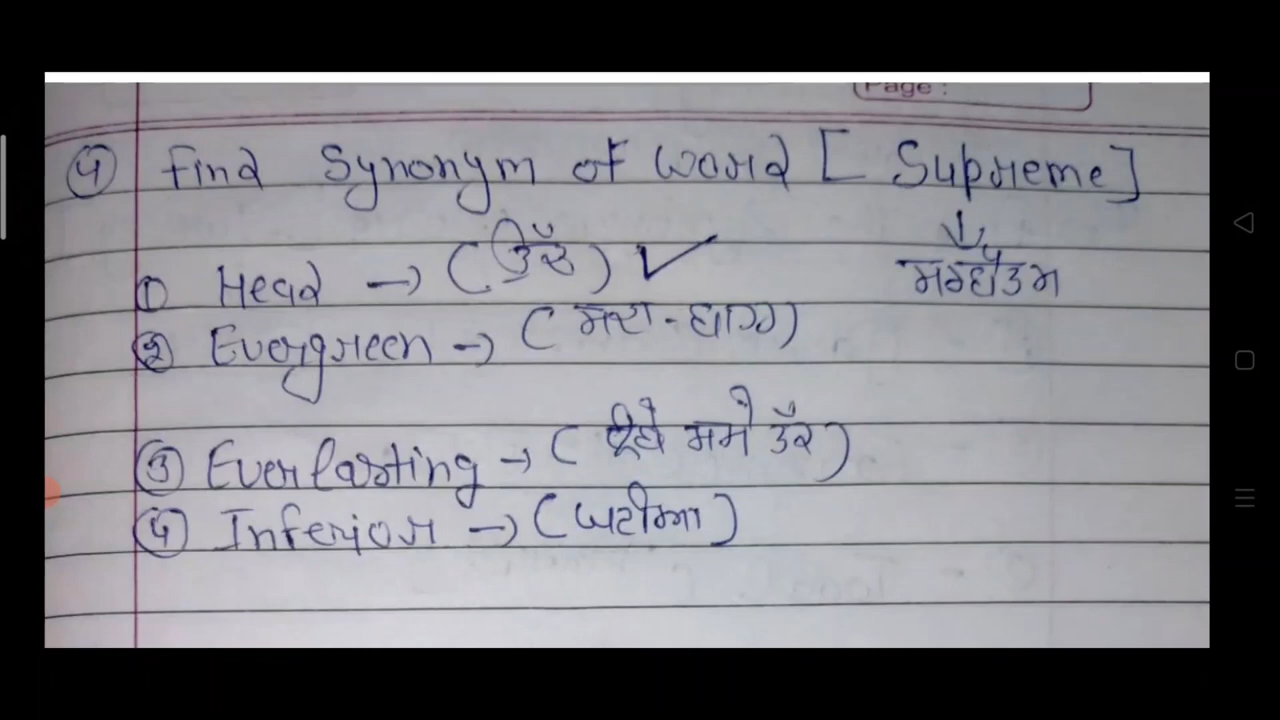 Page :
④ Find Synonym of word [ Supreme ]
① Head → ( ਉੱਚ ) ✓
ਸਰਵੋਤਮ
② Evergreen → ( ਸਦਾ - ਬਹਾਰ )
③ Everlasting → ( ਸਮੇਂ ਤੱਕ )
④ Inferior → ( ਘਟੀਆ )